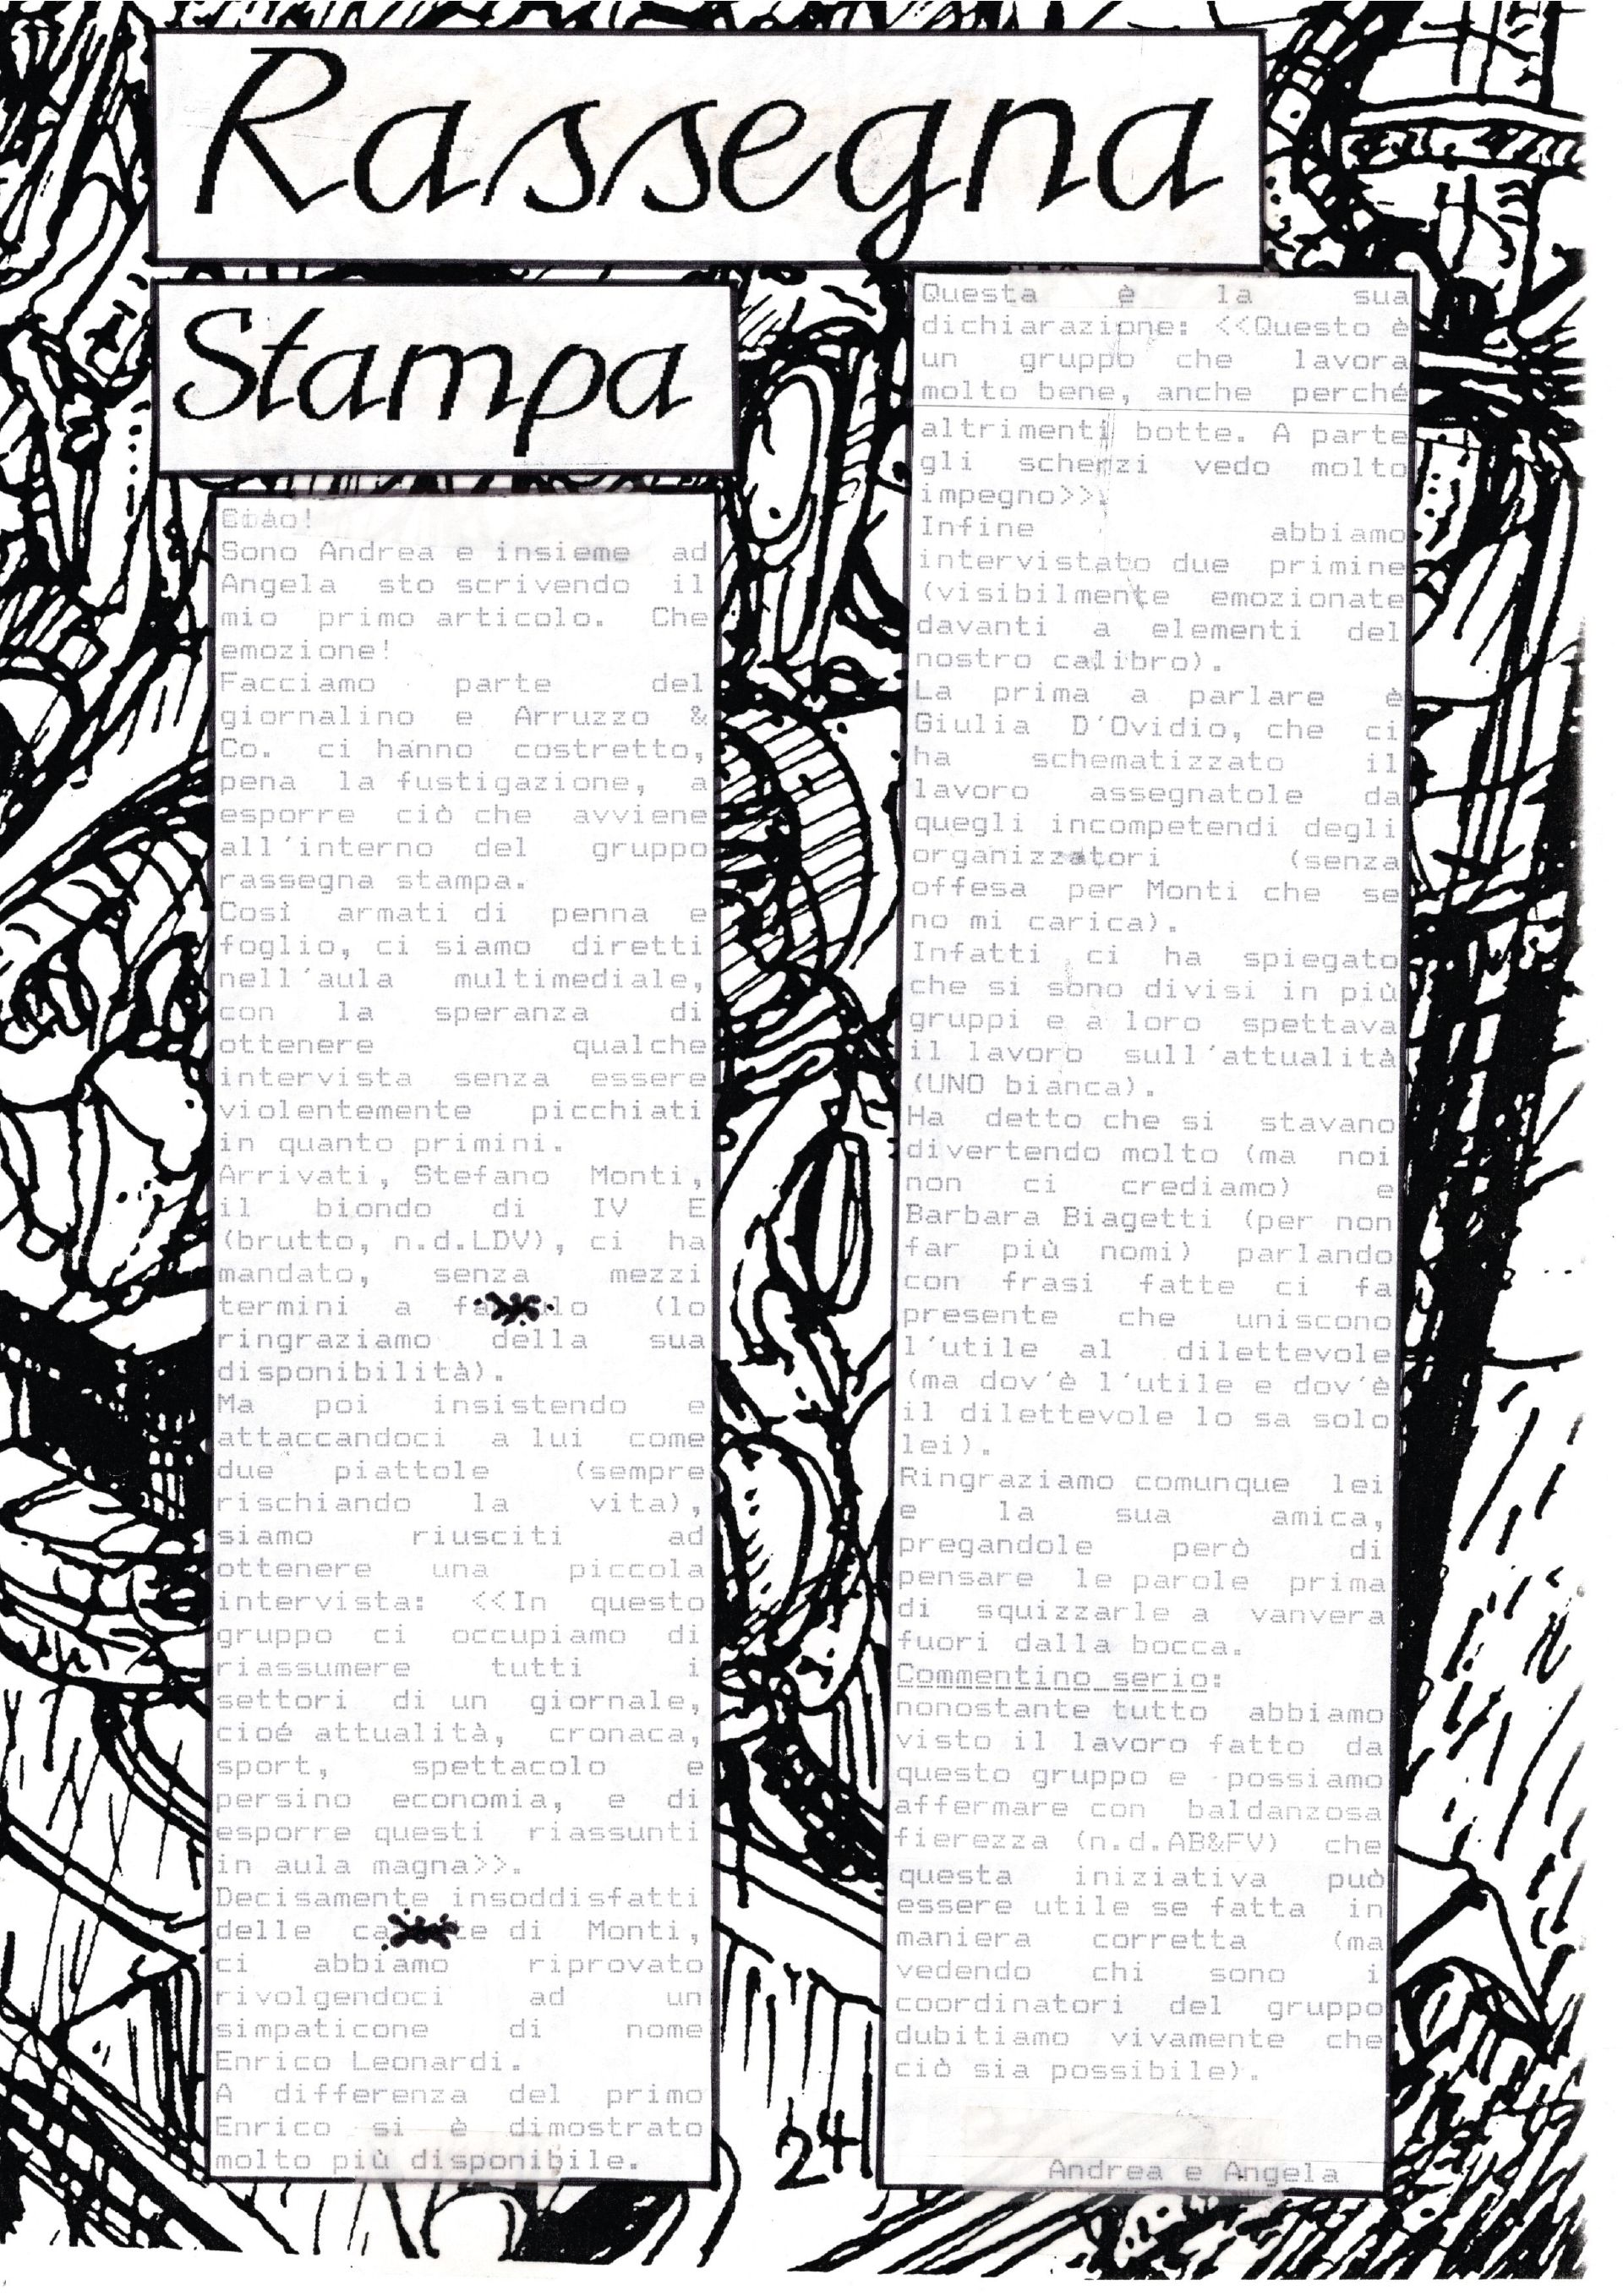 Rassegna
Stampa
Ciao!
Sono Andrea e insieme ad
Angela sto scrivendo il
mio primo articolo. Che
emozione!
Facciamo parte del
giornalino e Arruzzo &
Co. ci hanno costretto,
pena la fustigazione, a
esporre ciò che avviene
all'interno del gruppo
rassegna stampa.
Così armati di penna e
foglio, ci siamo diretti
nell'aula multimediale,
con la speranza di
ottenere qualche
intervista senza essere
violentemente picchiati
in quanto primini.
Arrivati, Stefano Monti,
il biondo di IV E
(brutto, n.d.LDV), ci ha
mandato, senza mezzi
termini a (lo
ringraziamo della sua
disponibilità).
Ma poi insistendo e
attaccandoci a lui come
due piattole (sempre
rischiando la vita),
siamo riusciti ad
ottenere una piccola
intervista: <<In questo
gruppo ci occupiamo di
riassumere tutti i
settori di un giornale,
cioé attualità, cronaca,
sport, spettacolo e
persino economia, e di
esporre questi riassunti
in aula magna>>.
Decisamente insoddisfatti
delle di Monti,
ci abbiamo riprovato
rivolgendoci ad un
simpaticone di nome
Enrico Leonardi.
A differenza del primo
Enrico si è dimostrato
molto più disponibile.
Questa è la sua
dichiarazione: <<Questo è
un gruppo che lavora
molto bene, anche perché
altrimenti botte. A parte
gli scherzi vedo molto
impegno>>.
Infine abbiamo
intervistato due primine
(visibilmente emozionate
davanti a elementi del
nostro calibro).
La prima a parlare è
Giulia D'Ovidio, che ci
ha schematizzato il
lavoro assegnatole da
quegli incompetendi degli
organizzatori (senza
offesa per Monti che se
no mi carica).
Infatti ci ha spiegato
che si sono divisi in più
gruppi e a loro spettava
il lavoro sull'attualità
(UNO bianca).
Ha detto che si stavano
divertendo molto (ma noi
non ci crediamo) e
Barbara Biagetti (per non
far più nomi) parlando
con frasi fatte ci fa
presente che uniscono
l'utile al dilettevole
(ma dov'è l'utile e dov'è
il dilettevole lo sa solo
lei).
Ringraziamo comunque lei
e la sua amica,
pregandole però di
pensare le parole prima
di squizzarle a vanvera
fuori dalla bocca.
Commentino serio:
nonostante tutto abbiamo
visto il lavoro fatto da
questo gruppo e possiamo
affermare con baldanzosa
fierezza (n.d.AB&FV) che
questa iniziativa può
essere utile se fatta in
maniera corretta (ma
vedendo chi sono i
coordinatori del gruppo
dubitiamo vivamente che
ciò sia possibile).
Andrea e Angela
24